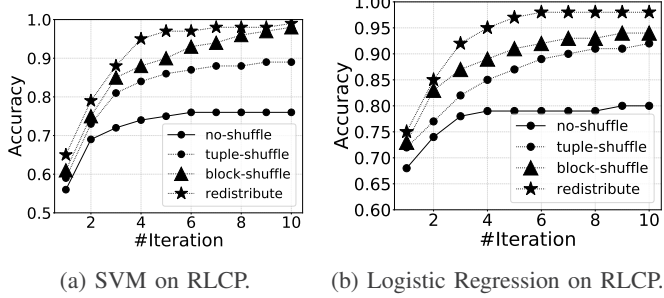 1.0
0.9
0.8
0.7
0.6
0.5
Accuracy
2 4 6 8 10
#Iteration
no-shuffle
tuple-shuffle
block-shuffle
redistribute
(a) SVM on RLCP.
1.00
0.95
0.90
0.85
0.80
0.75
0.70
0.65
0.60
Accuracy
2 4 6 8 10
#Iteration
no-shuffle
tuple-shuffle
block-shuffle
redistribute
(b) Logistic Regression on RLCP.